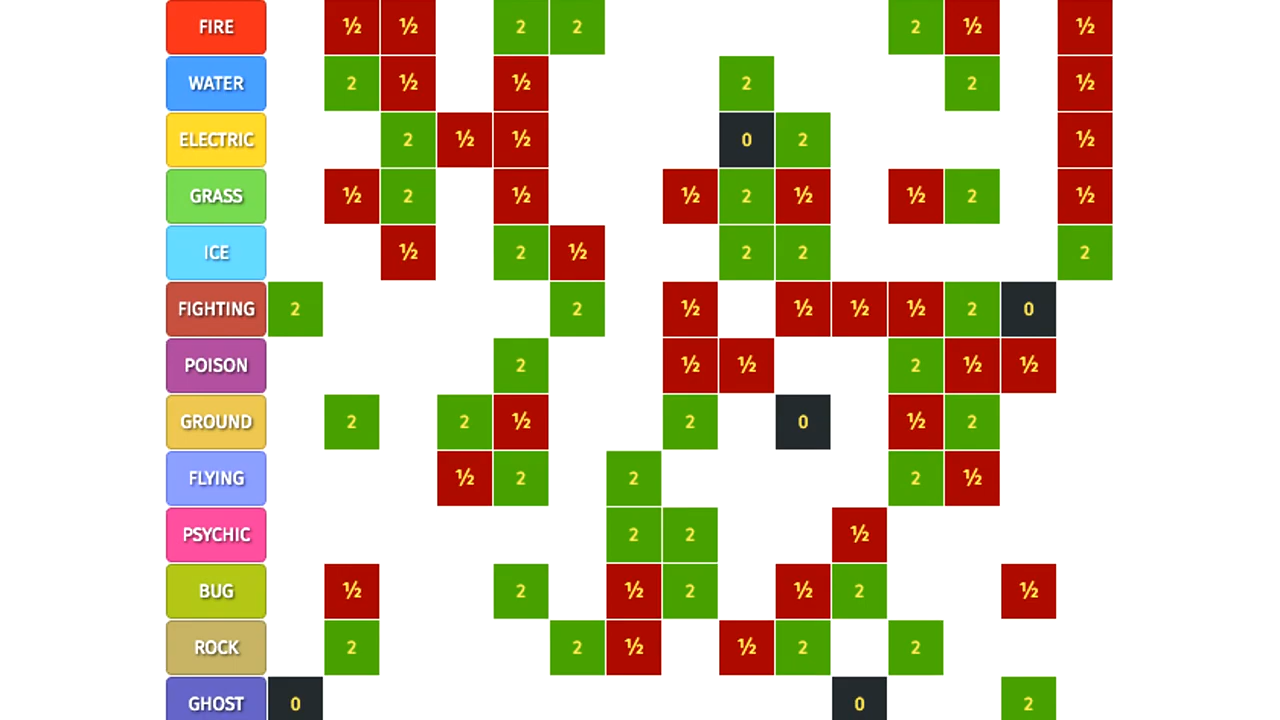 FIRE ½ ½ 2 2 2 ½ ½
WATER 2 ½ ½ 2 2 ½
ELECTRIC 2 ½ ½ 0 2 ½
GRASS ½ 2 ½ ½ 2 ½ ½ 2 ½
ICE ½ 2 ½ 2 2 2
FIGHTING 2 2 ½ ½ ½ ½ 2 0
POISON 2 ½ ½ 2 ½ ½
GROUND 2 2 ½ 2 0 ½ 2
FLYING ½ 2 2 2 ½
PSYCHIC 2 2 ½
BUG ½ 2 ½ 2 ½ 2 ½
ROCK 2 2 ½ ½ 2 2
GHOST 0 0 2